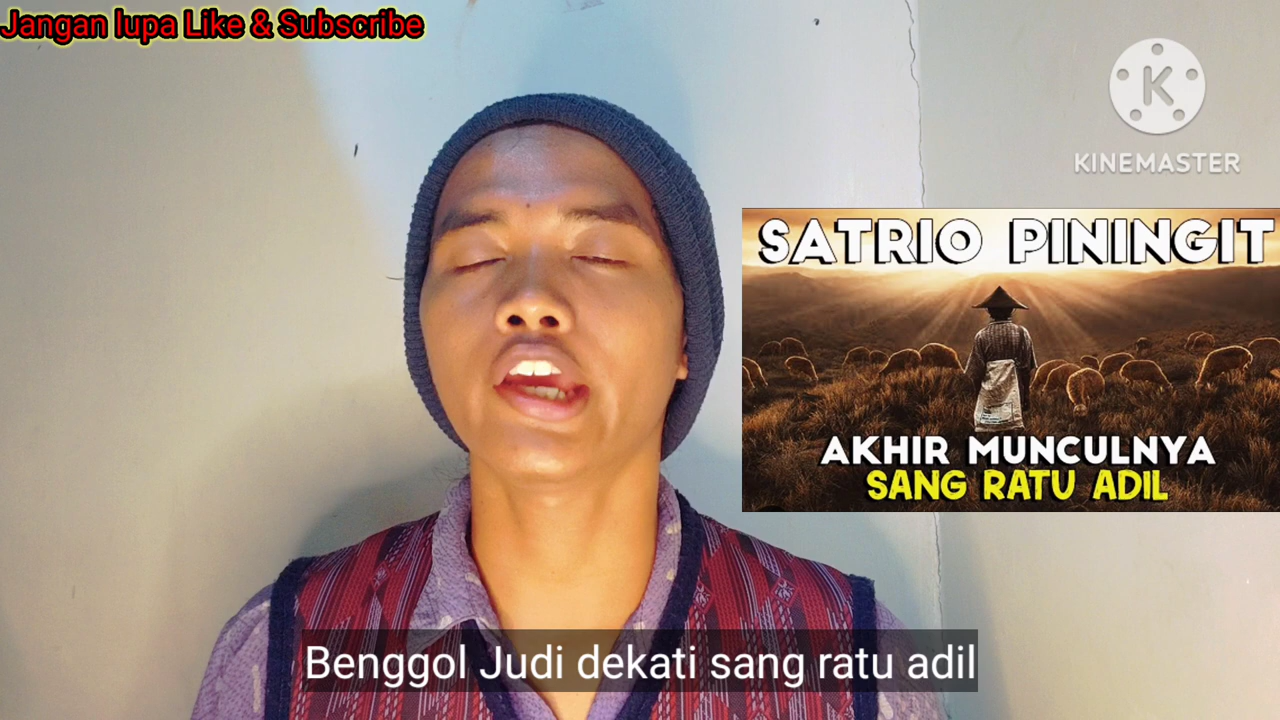 Jangan lupa Like & Subscribe
KINEMASTER
SATRIO PININGIT
AKHIR MUNCULNYA
SANG RATU ADIL
Benggol Judi dekati sang ratu adil